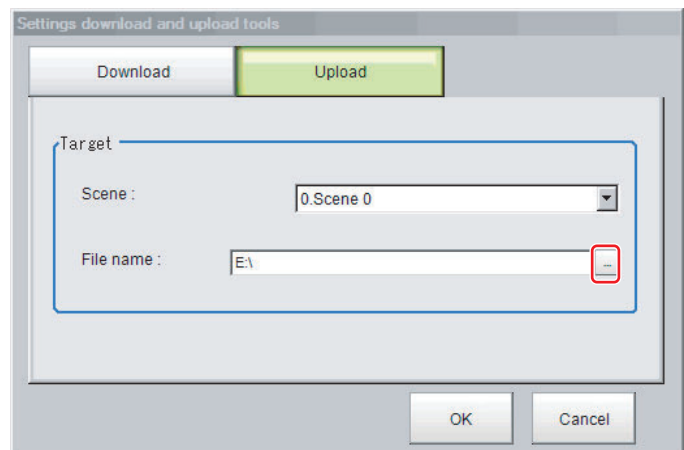 Settings download and upload tools
Download Upload
Target
Scene : 0.Scene 0
File name : E:\ ...
OK Cancel